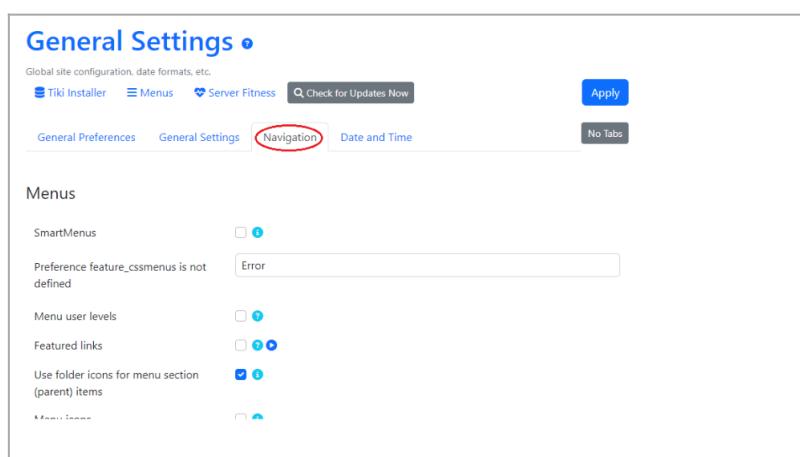 General Settings
Global site configuration, date formats, etc.
Tiki Installer Menus Server Fitness Check for Updates Now Apply
General Preferences General Settings Navigation Date and Time No Tabs
Menus
SmartMenus
Preference feature_cssmenus is not
defined
Error
Menu user levels
Featured links
Use folder icons for menu section
(parent) items
Menu icons